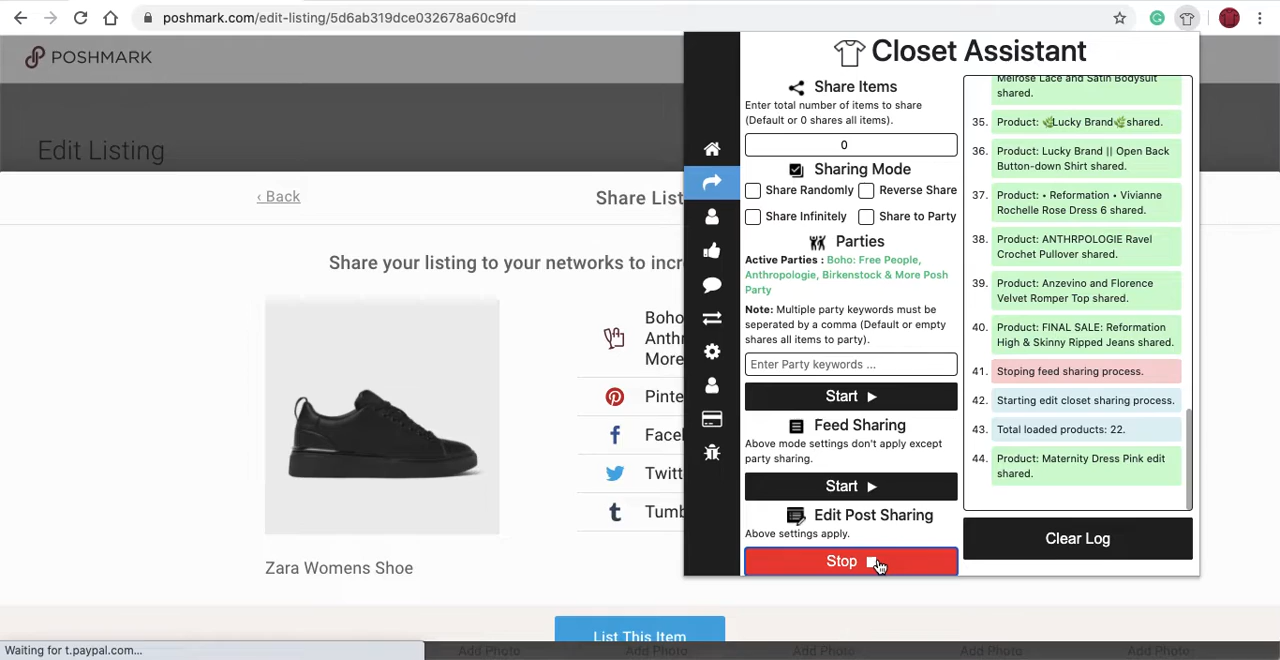 poshmark.com/edit-listing/5d6ab319dce032678a60c9fd
POSHMARK
Edit Listing
‹ Back
Share List
Share your listing to your networks to incr
Boho
Anthr
More
Pinte
Facel
Twitt
Tumb
Zara Womens Shoe
List This Item
Add Photo
Add Photo
Add Photo
Add Photo
Add Photo
Waiting for t.paypal.com...
Closet Assistant
Share Items
Enter total number of items to share
(Default or 0 shares all items).
0
Sharing Mode
Share Randomly
Reverse Share
Share Infinitely
Share to Party
Parties
Active Parties : Boho: Free People,
Anthropologie, Birkenstock & More Posh
Party
Note: Multiple party keywords must be
seperated by a comma (Default or empty
shares all items to party).
Enter Party keywords ...
Start
Feed Sharing
Above mode settings don't apply except
party sharing.
Start
Edit Post Sharing
Above settings apply.
Stop
Melrose Lace and Satin Bodysuit
shared.
35. Product: 🌿Lucky Brand🌿shared.
36. Product: Lucky Brand || Open Back
Button-down Shirt shared.
37. Product: • Reformation • Vivianne
Rochelle Rose Dress 6 shared.
38. Product: ANTHRPOLOGIE Ravel
Crochet Pullover shared.
39. Product: Anzevino and Florence
Velvet Romper Top shared.
40. Product: FINAL SALE: Reformation
High & Skinny Ripped Jeans shared.
41. Stoping feed sharing process.
42. Starting edit closet sharing process.
43. Total loaded products: 22.
44. Product: Maternity Dress Pink edit
shared.
Clear Log